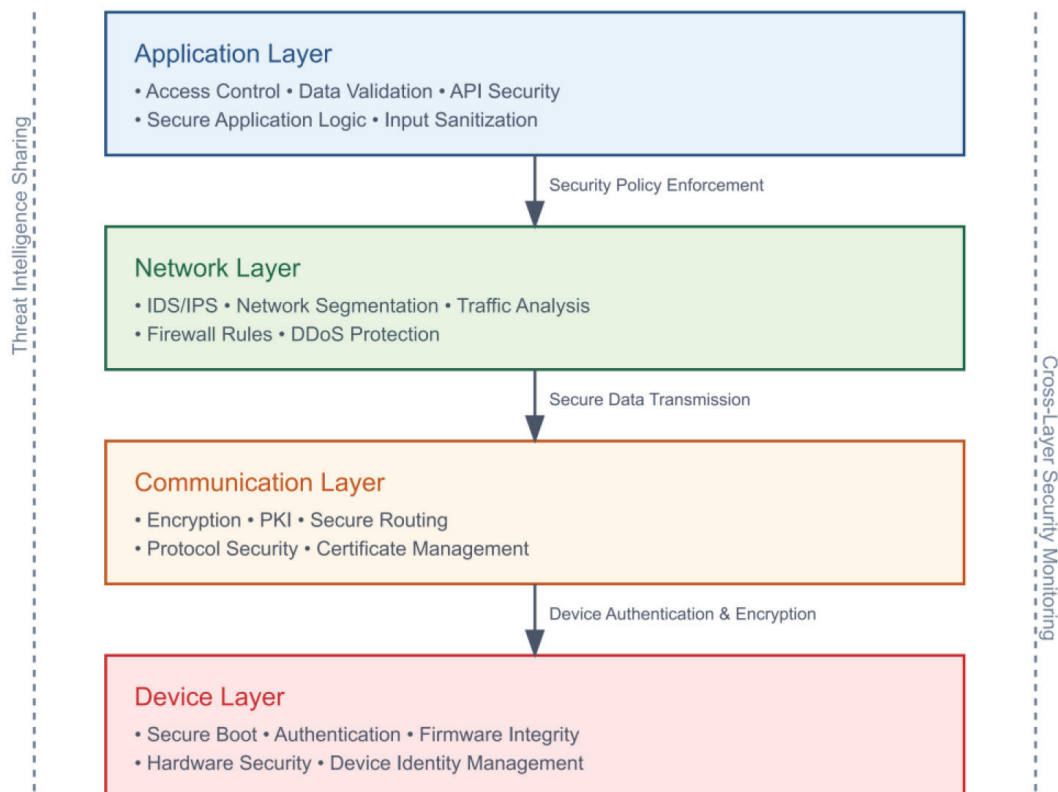 Application Layer
• Access Control • Data Validation • API Security
• Secure Application Logic • Input Sanitization
Threat Intelligence Sharing
Security Policy Enforcement
Network Layer
• IDS/IPS • Network Segmentation • Traffic Analysis
• Firewall Rules • DDoS Protection
Secure Data Transmission
Cross-Layer Security Monitoring
Communication Layer
• Encryption • PKI • Secure Routing
• Protocol Security • Certificate Management
Device Authentication & Encryption
Device Layer
• Secure Boot • Authentication • Firmware Integrity
• Hardware Security • Device Identity Management